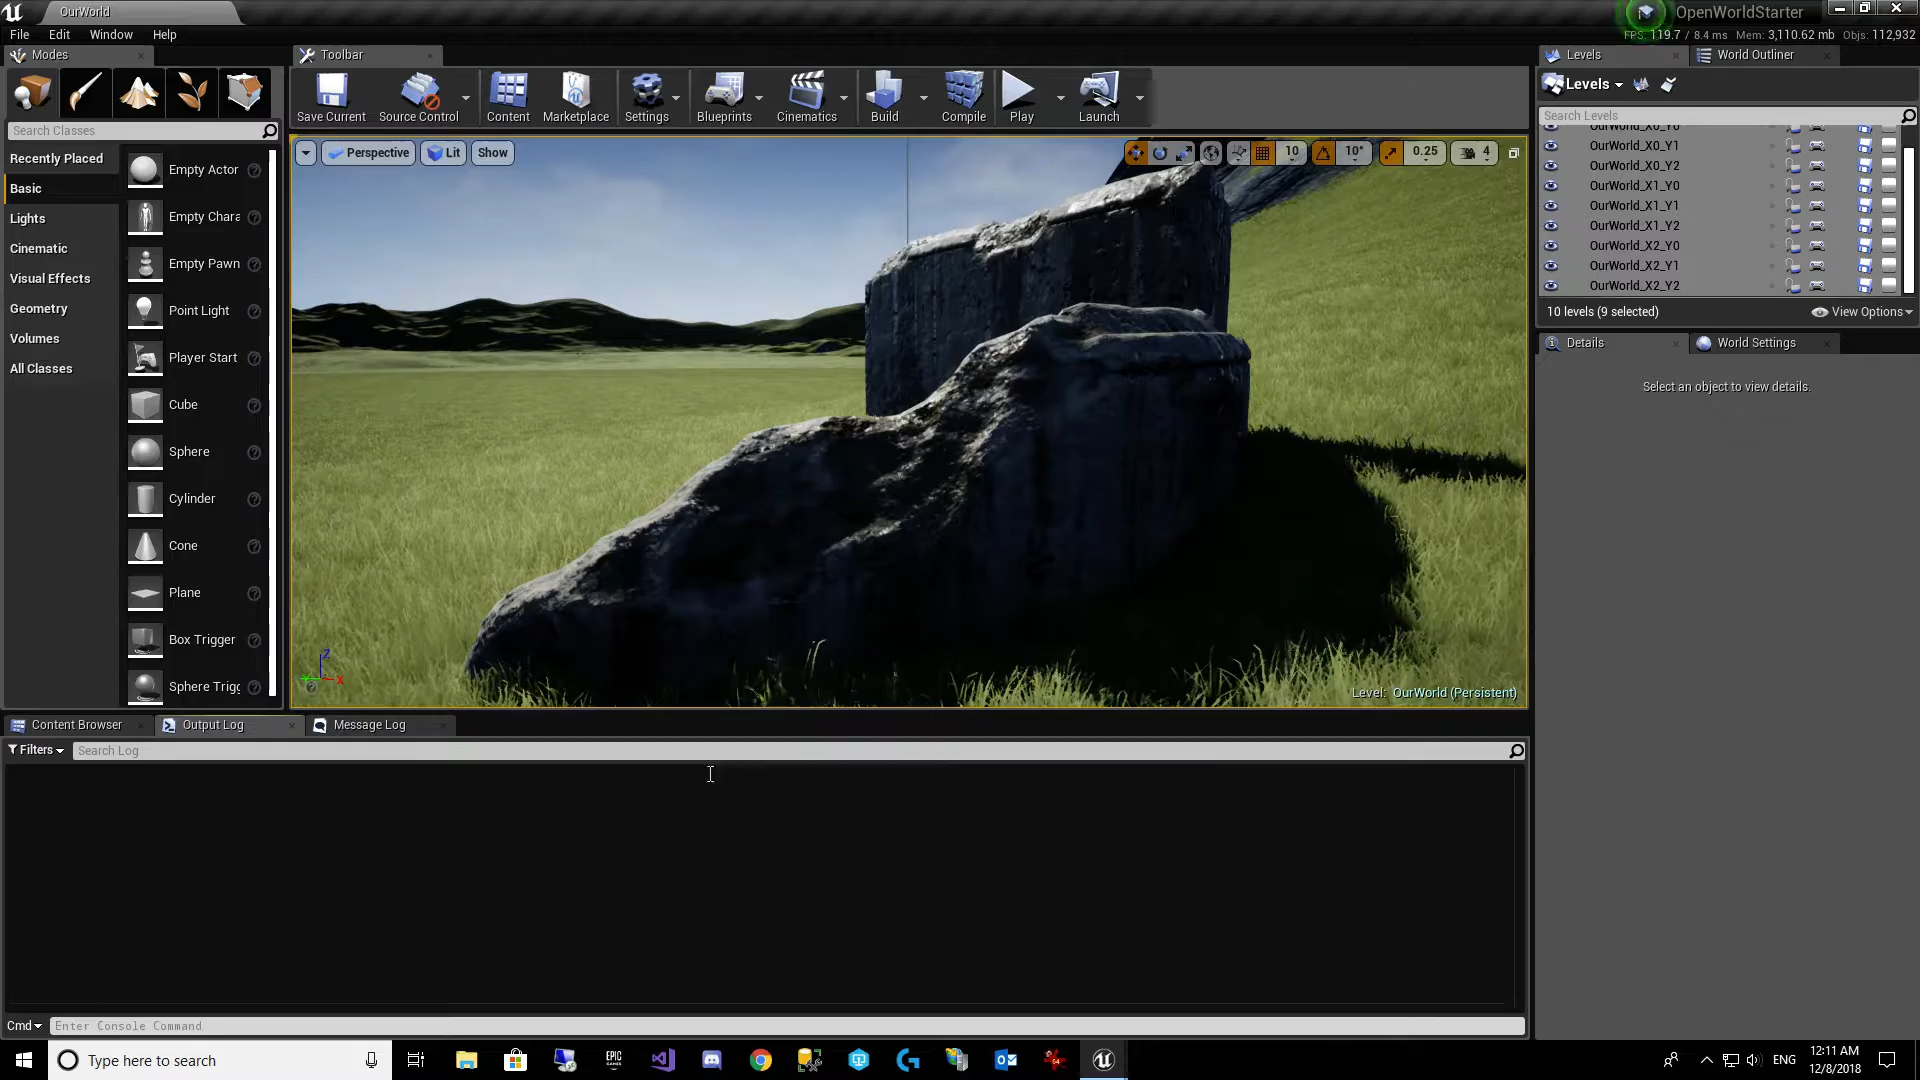 OurWorld
OpenWorldStarter
File Edit Window Help
FPS: 119.7 / 8.4 ms Mem: 3,110.62 mb Objs: 112,932
Modes
Toolbar
Levels
World Outliner
Save Current
Source Control
Content
Marketplace
Settings
Blueprints
Cinematics
Build
Compile
Play
Launch
Levels
Search Classes
Search Levels
Recently Placed
Basic
Lights
Cinematic
Visual Effects
Geometry
Volumes
All Classes
Empty Actor
Empty Chara
Empty Pawn
Point Light
Player Start
Cube
Sphere
Cylinder
Cone
Plane
Box Trigger
Sphere Trigg
Perspective
Lit
Show
10
10°
0.25
4
Level: OurWorld (Persistent)
OurWorld_X0_Y0
OurWorld_X0_Y1
OurWorld_X0_Y2
OurWorld_X1_Y0
OurWorld_X1_Y1
OurWorld_X1_Y2
OurWorld_X2_Y0
OurWorld_X2_Y1
OurWorld_X2_Y2
10 levels (9 selected)
View Options
Details
World Settings
Select an object to view details.
Content Browser
Output Log
Message Log
Filters
Search Log
Cmd
Enter Console Command
Type here to search
EPIC
GAMES
64
ENG
12:11 AM
12/8/2018